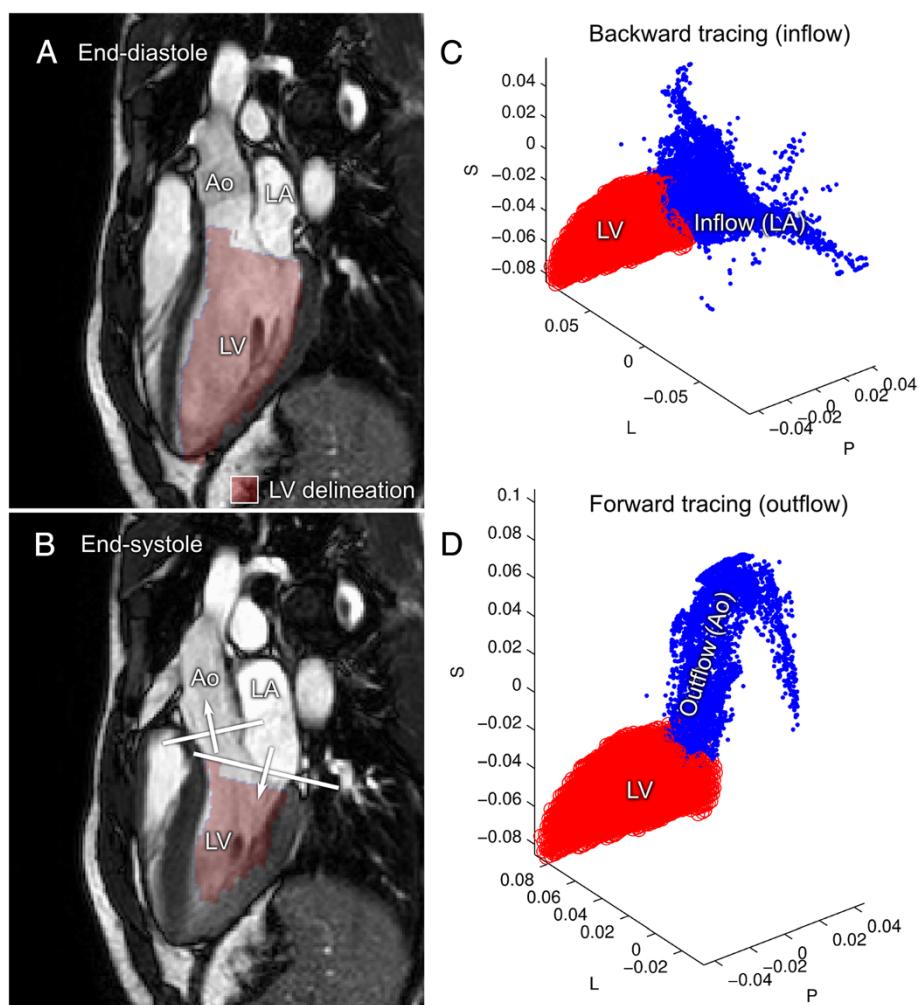 A End-diastole
Ao
LA
LV
LV delineation
B End-systole
Ao
LA
LV
C
Backward tracing (inflow)
0.04
0.02
0
−0.02
−0.04
−0.06
−0.08
S
LV
Inflow (LA)
0.05
0
−0.05
L
−0.04
−0.02
0
0.02
0.04
P
D
Forward tracing (outflow)
0.1
0.08
0.06
0.04
0.02
0
−0.02
−0.04
−0.06
−0.08
S
Outflow (Ao)
LV
0.08
0.06
0.04
0.02
0
−0.02
L
−0.04
−0.02
0
0.02
0.04
P